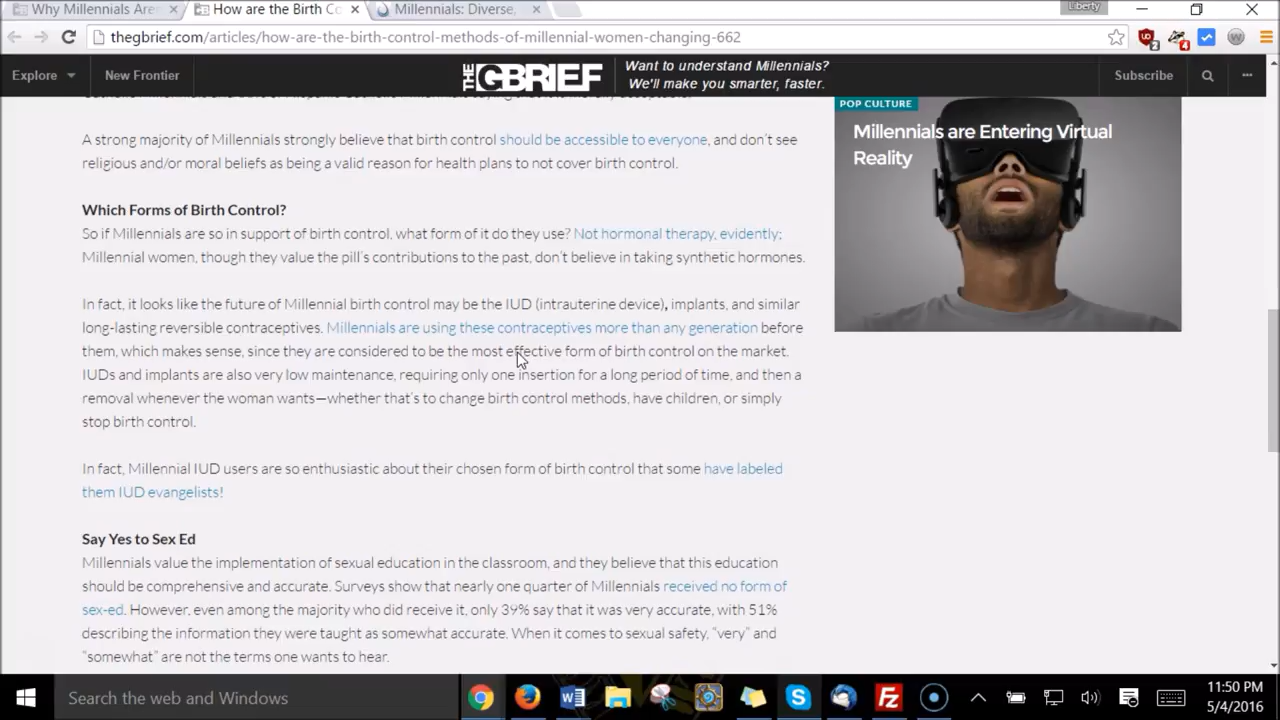 Why Millennials Are
How are the Birth Co
Millennials: Diverse,
Liberty
thegbrief.com/articles/how-are-the-birth-control-methods-of-millennial-women-changing-662
2
4
Explore
New Frontier
THE GBRIEF
Want to understand Millennials?
We'll make you smarter, faster.
Subscribe
POP CULTURE
Millennials are Entering Virtual
Reality
A strong majority of Millennials strongly believe that birth control should be accessible to everyone, and don't see
religious and/or moral beliefs as being a valid reason for health plans to not cover birth control.
Which Forms of Birth Control?
So if Millennials are so in support of birth control, what form of it do they use? Not hormonal therapy, evidently;
Millennial women, though they value the pill's contributions to the past, don't believe in taking synthetic hormones.
In fact, it looks like the future of Millennial birth control may be the IUD (intrauterine device), implants, and similar
long-lasting reversible contraceptives. Millennials are using these contraceptives more than any generation before
them, which makes sense, since they are considered to be the most effective form of birth control on the market.
IUDs and implants are also very low maintenance, requiring only one insertion for a long period of time, and then a
removal whenever the woman wants—whether that's to change birth control methods, have children, or simply
stop birth control.
In fact, Millennial IUD users are so enthusiastic about their chosen form of birth control that some have labeled
them IUD evangelists!
Say Yes to Sex Ed
Millennials value the implementation of sexual education in the classroom, and they believe that this education
should be comprehensive and accurate. Surveys show that nearly one quarter of Millennials received no form of
sex-ed. However, even among the majority who did receive it, only 39% say that it was very accurate, with 51%
describing the information they were taught as somewhat accurate. When it comes to sexual safety, "very" and
"somewhat" are not the terms one wants to hear.
Search the web and Windows
11:50 PM
5/4/2016